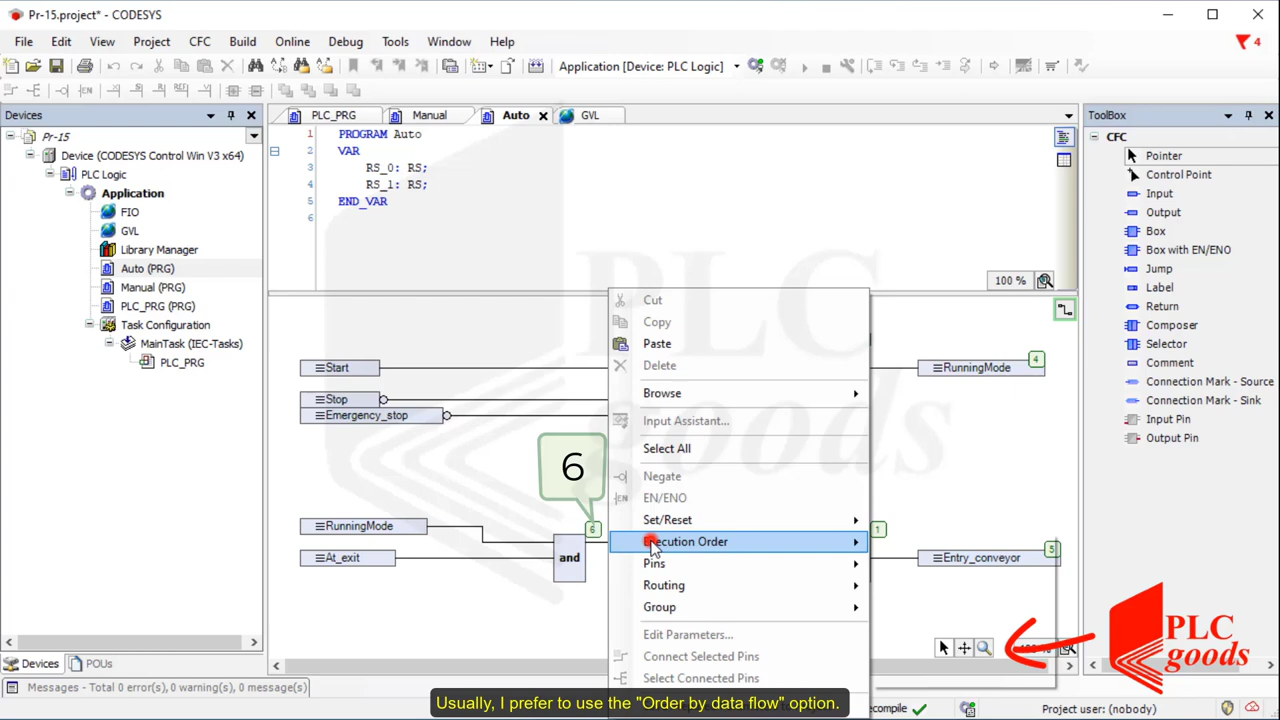 Pr-15.project* - CODESYS
File Edit View Project CFC Build Online Debug Tools Window Help
4
Application [Device: PLC Logic]
Devices
PLC_PRG
Manual
Auto
GVL
ToolBox
Pr-15
Device (CODESYS Control Win V3 x64)
PLC Logic
Application
FIO
GVL
Library Manager
Auto (PRG)
Manual (PRG)
PLC_PRG (PRG)
Task Configuration
MainTask (IEC-Tasks)
PLC_PRG
1 PROGRAM Auto
2 VAR
3 RS_0: RS;
4 RS_1: RS;
5 END_VAR
6
100 %
CFC
Pointer
Control Point
Input
Output
Box
Box with EN/ENO
Jump
Label
Return
Composer
Selector
Comment
Connection Mark - Source
Connection Mark - Sink
Input Pin
Output Pin
Start
Stop
Emergency_stop
RunningMode
At_exit
and
6
6
Cut
Copy
Paste
Delete
Browse
Input Assistant...
Select All
Negate
EN/ENO
Set/Reset
Execution Order
Pins
Routing
Group
Edit Parameters...
Connect Selected Pins
Select Connected Pins
RunningMode
4
1
Entry_conveyor
5
PLC
goods
PLC
goods
Devices
POUs
Messages - Total 0 error(s), 0 warning(s), 0 message(s)
Project user: (nobody)
Usually, I prefer to use the "Order by data flow" option.